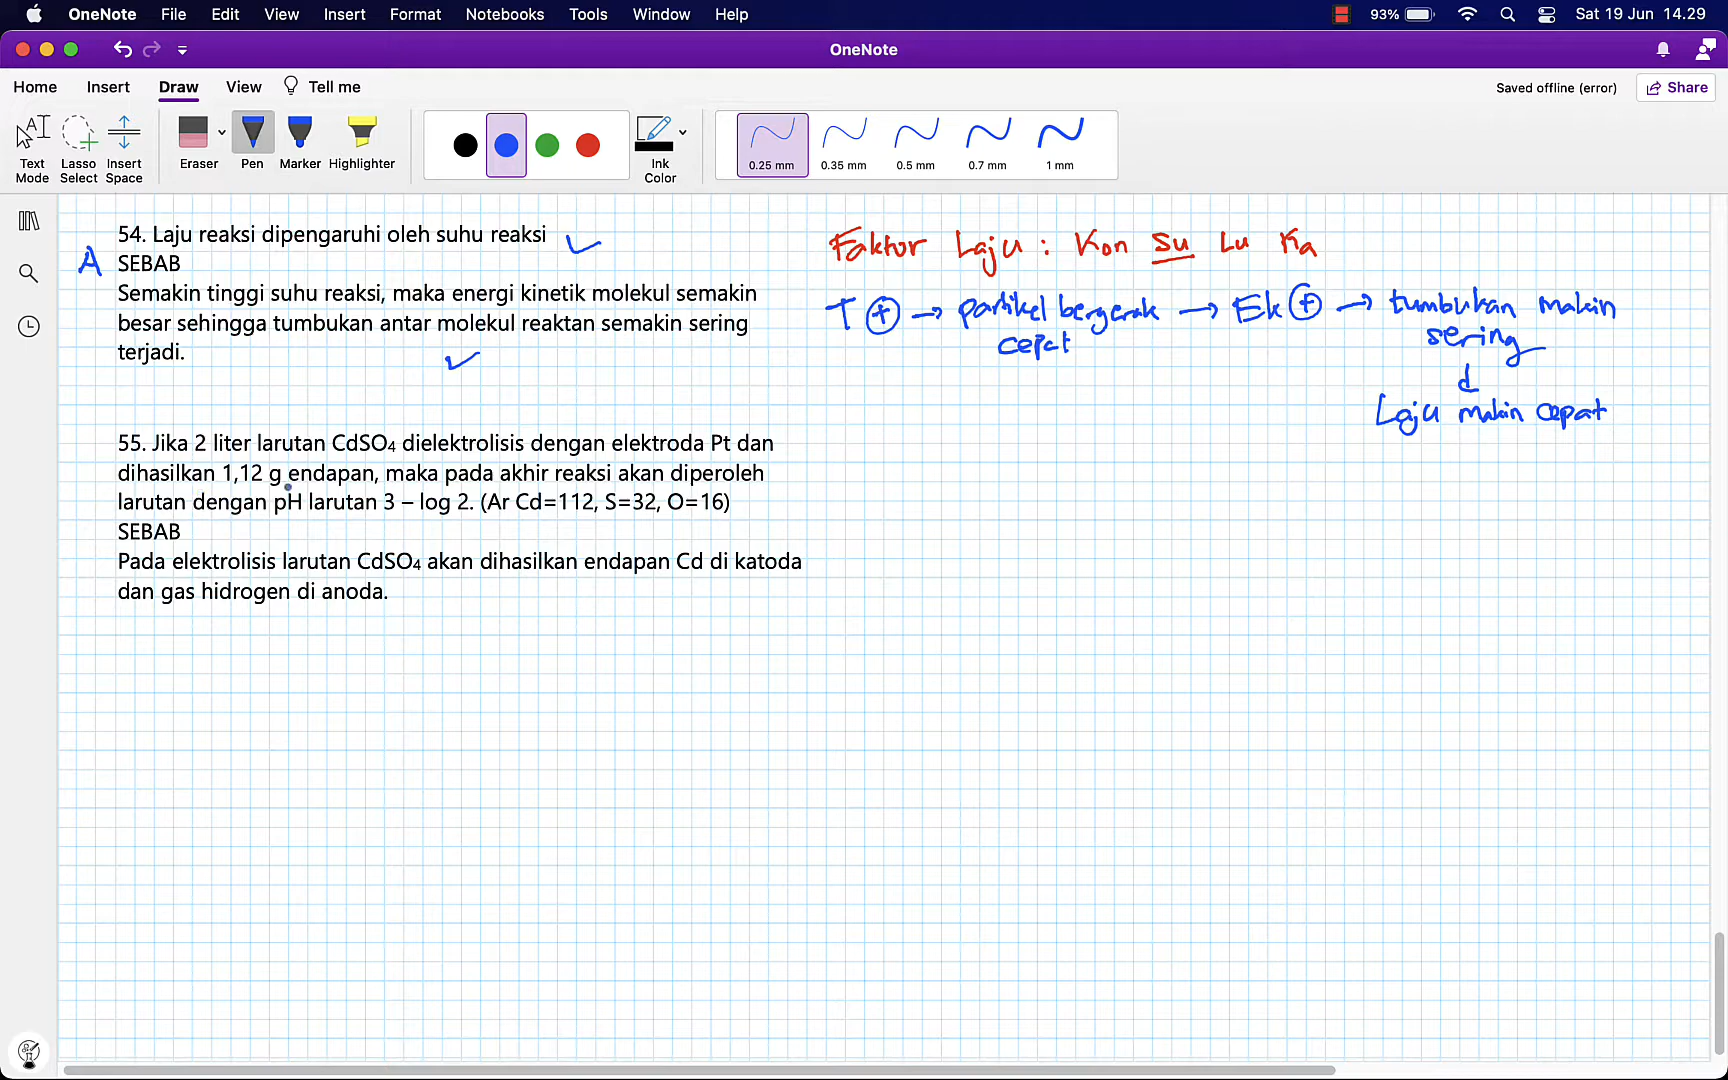 OneNote File Edit View Insert Format Notebooks Tools Window Help 93% Sat 19 Jun 14.29
OneNote
Home Insert Draw View Tell me Saved offline (error) Share
Text Mode Lasso Select Insert Space Eraser Pen Marker Highlighter Ink Color 0.25 mm 0.35 mm 0.5 mm 0.7 mm 1 mm
54. Laju reaksi dipengaruhi oleh suhu reaksi
A SEBAB
Semakin tinggi suhu reaksi, maka energi kinetik molekul semakin
besar sehingga tumbukan antar molekul reaktan semakin sering
terjadi.
Faktor Laju : Kon Su Lu Ka
T (+) → partikel bergerak → Ek (+) → tumbukan makin
cepat sering
↓
Laju makin cepat
55. Jika 2 liter larutan CdSO₄ dielektrolisis dengan elektroda Pt dan
dihasilkan 1,12 g endapan, maka pada akhir reaksi akan diperoleh
larutan dengan pH larutan 3 – log 2. (Ar Cd=112, S=32, O=16)
SEBAB
Pada elektrolisis larutan CdSO₄ akan dihasilkan endapan Cd di katoda
dan gas hidrogen di anoda.